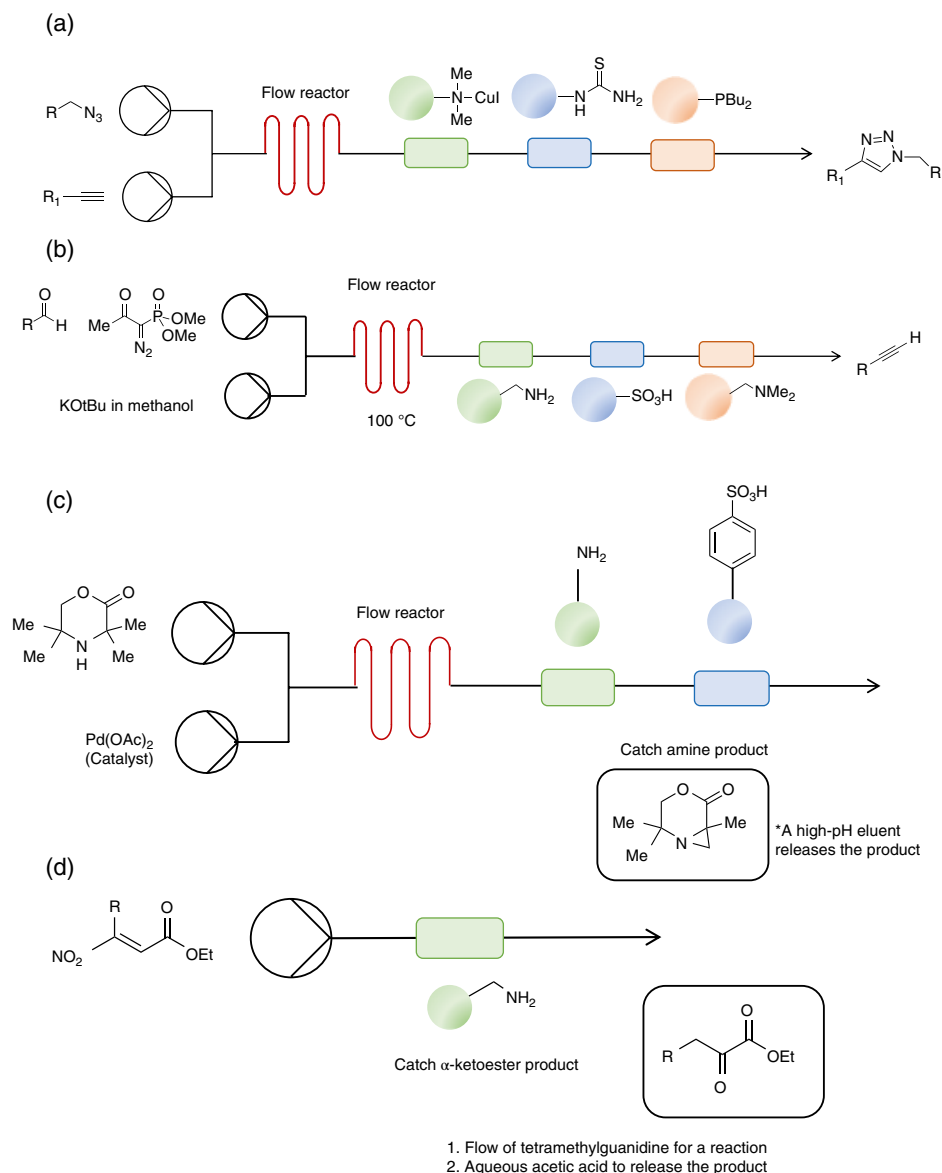 (a)
Flow reactor
R
N3
R1
Me
N
CuI
Me
S
NH
NH2
PBu2
N
N
N
R1
R
(b)
Flow reactor
O
R
H
O
O
Me
P
OMe
OMe
N2
KOtBu in methanol
100 °C
NH2
SO3H
NMe2
H
R
(c)
SO3H
NH2
O
O
Me
Me
N
H
Me
Me
Flow reactor
Pd(OAc)2
(Catalyst)
Catch amine product
O
O
Me
Me
N
Me
*A high-pH eluent
releases the product
(d)
R
O
NO2
OEt
NH2
Catch α-ketoester product
O
R
OEt
O
1. Flow of tetramethylguanidine for a reaction
2. Aqueous acetic acid to release the product